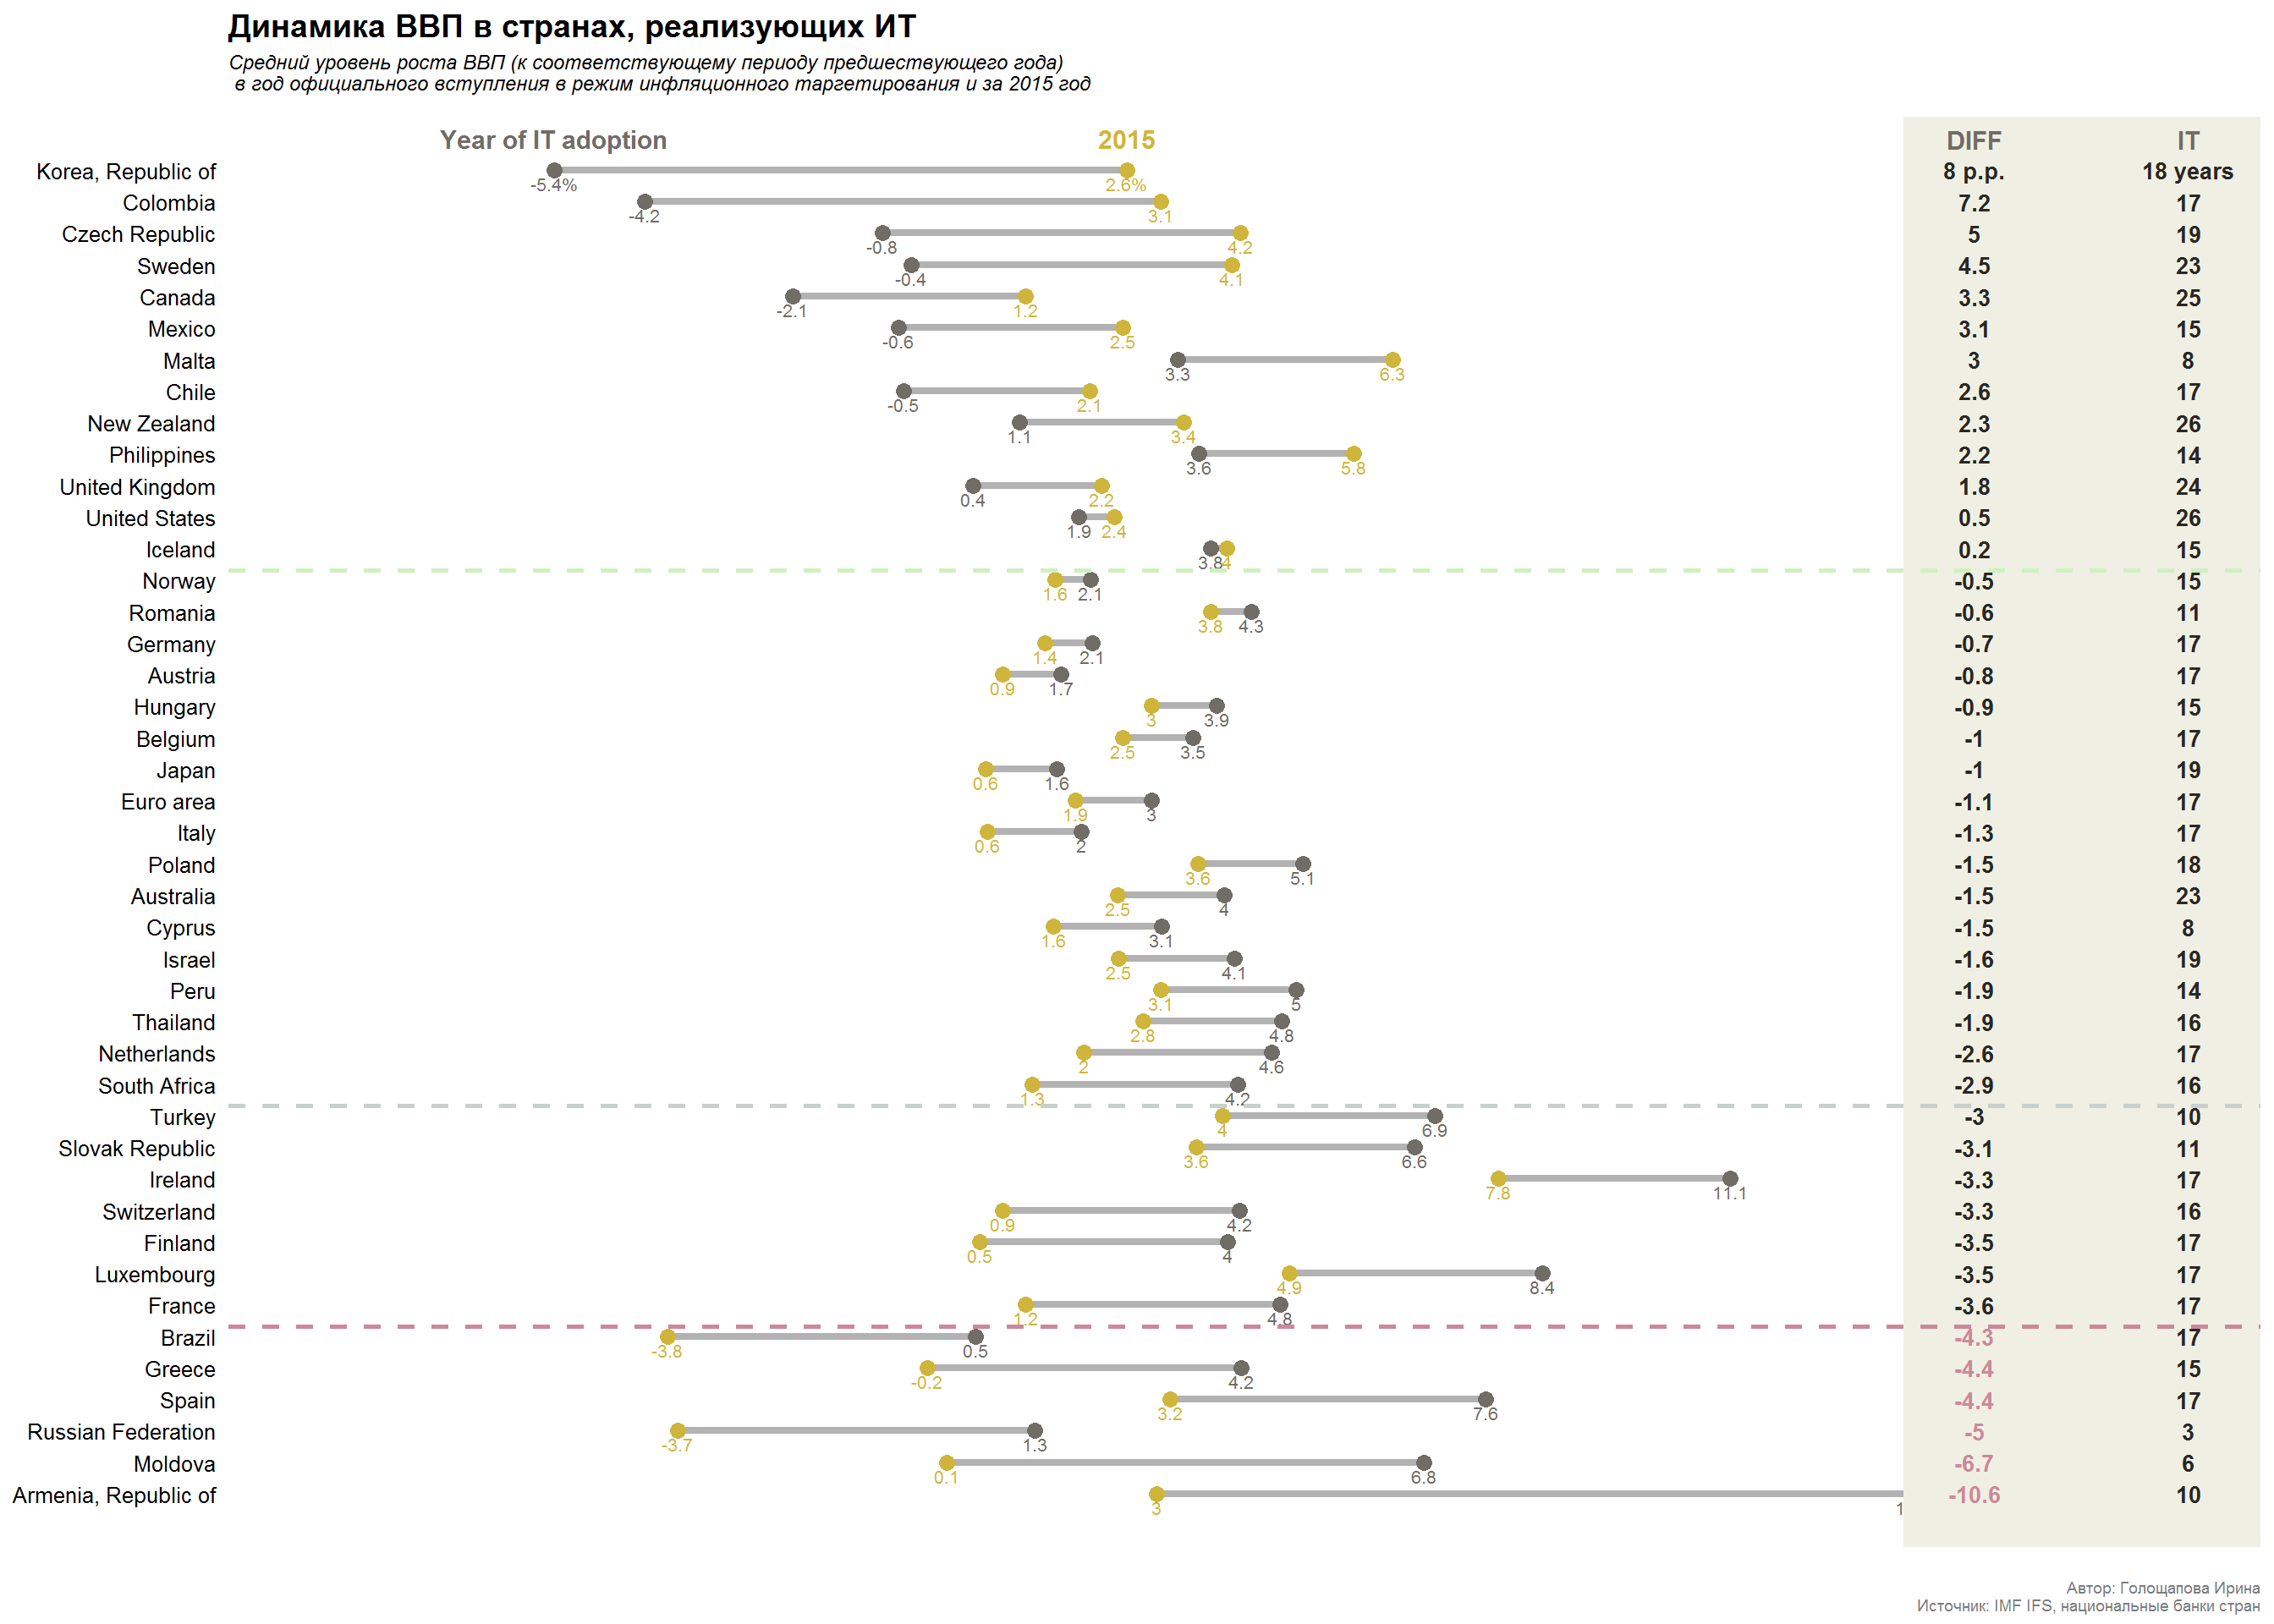 Динамика ВВП в странах, реализующих ИТ
Средний уровень роста ВВП (к соответствующему периоду предшествующего года)
в год официального вступления в режим инфляционного таргетирования и за 2015 год
Year of IT adoption 2015 DIFF IT
Korea, Republic of -5.4% 2.6% 8 p.p. 18 years
Colombia -4.2 3.1 7.2 17
Czech Republic -0.8 4.2 5 19
Sweden -0.4 4.1 4.5 23
Canada -2.1 1.2 3.3 25
Mexico -0.6 2.5 3.1 15
Malta 3.3 6.3 3 8
Chile -0.5 2.1 2.6 17
New Zealand 1.1 3.4 2.3 26
Philippines 3.6 5.8 2.2 14
United Kingdom 0.4 2.2 1.8 24
United States 1.9 2.4 0.5 26
Iceland 3.8 4 0.2 15
Norway 1.6 2.1 -0.5 15
Romania 3.8 4.3 -0.6 11
Germany 1.4 2.1 -0.7 17
Austria 0.9 1.7 -0.8 17
Hungary 3 3.9 -0.9 15
Belgium 2.5 3.5 -1 17
Japan 0.6 1.6 -1 19
Euro area 1.9 3 -1.1 17
Italy 0.6 2 -1.3 17
Poland 3.6 5.1 -1.5 18
Australia 2.5 4 -1.5 23
Cyprus 1.6 3.1 -1.5 8
Israel 2.5 4.1 -1.6 19
Peru 3.1 5 -1.9 14
Thailand 2.8 4.8 -1.9 16
Netherlands 2 4.6 -2.6 17
South Africa 1.3 4.2 -2.9 16
Turkey 4 6.9 -3 10
Slovak Republic 3.6 6.6 -3.1 11
Ireland 7.8 11.1 -3.3 17
Switzerland 0.9 4.2 -3.3 16
Finland 0.5 4 -3.5 17
Luxembourg 4.9 8.4 -3.5 17
France 1.2 4.8 -3.6 17
Brazil -3.8 0.5 -4.3 17
Greece -0.2 4.2 -4.4 15
Spain 3.2 7.6 -4.4 17
Russian Federation -3.7 1.3 -5 3
Moldova 0.1 6.8 -6.7 6
Armenia, Republic of 3 -10.6 10
Автор: Голощапова Ирина
Источник: IMF IFS, национальные банки стран